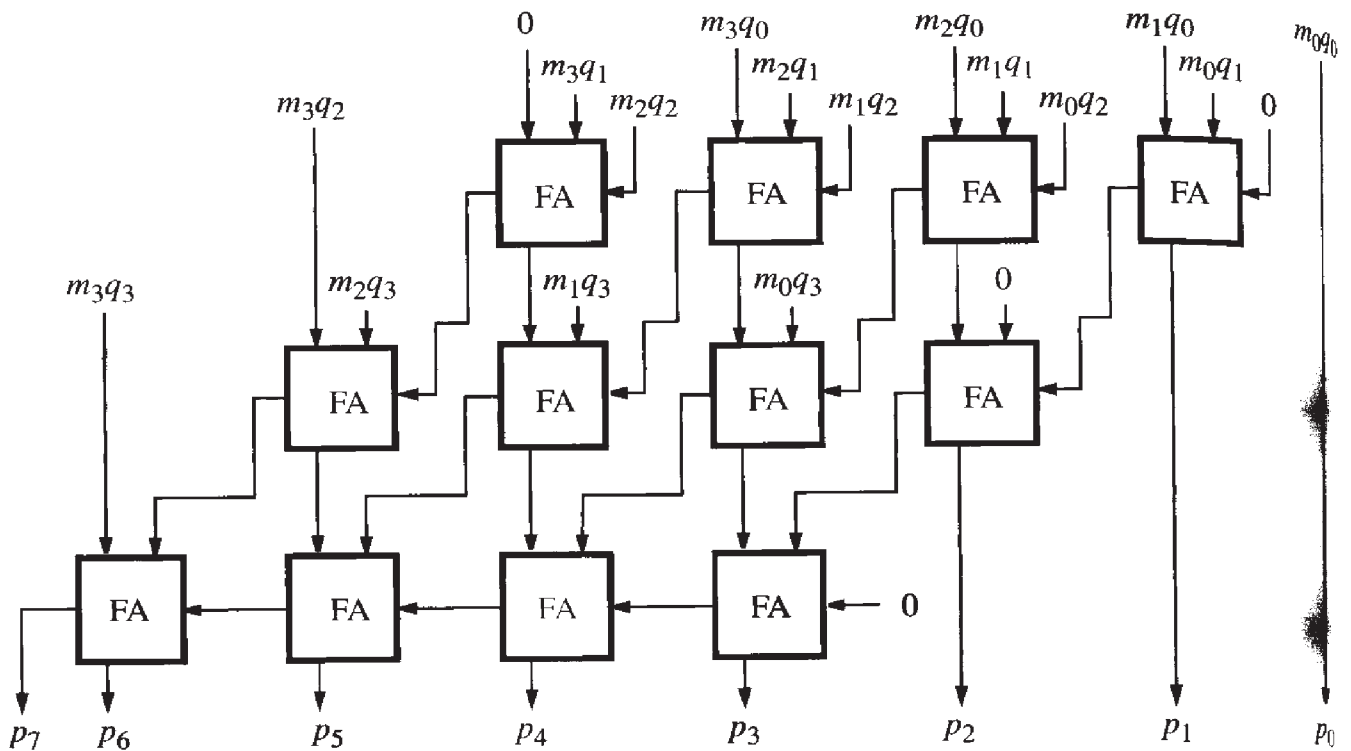 0 m₃q₀ m₂q₀ m₁q₀ m₀q₀
m₃q₁ m₂q₁ m₁q₁ m₀q₁
m₃q₂ m₂q₂ m₁q₂ m₀q₂ 0
FA FA FA FA
m₃q₃ m₂q₃ m₁q₃ m₀q₃ 0
FA FA FA FA
FA FA FA FA 0
p₇ p₆ p₅ p₄ p₃ p₂ p₁ p₀